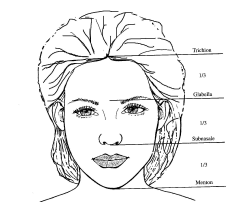 Trichion
1/3
Glabella
1/3
Subnasale
1/3
Menton